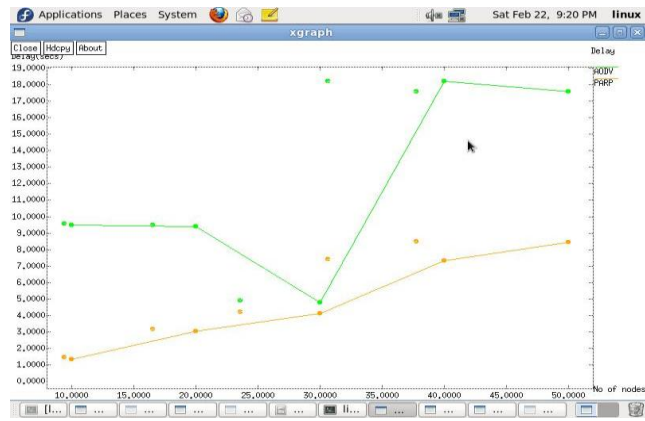 Applications Places System Sat Feb 22, 9:20 PM linux
xgraph
Close Hdcpy About
Delay
Delay(secs)
19,0000
AODV
18,0000
PARP
17,0000
16,0000
15,0000
14,0000
13,0000
12,0000
11,0000
10,0000
9,0000
8,0000
7,0000
6,0000
5,0000
4,0000
3,0000
2,0000
1,0000
0,0000
No of nodes
10,0000 15,0000 20,0000 25,0000 30,0000 35,0000 40,0000 45,0000 50,0000
[l... ... ... ... ... ... li... ... ... ... ...